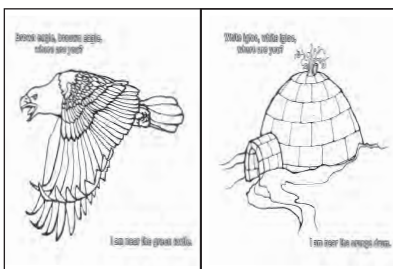 Brown eagle, brown eagle,
where are you?
I am near the green turtle.
White igloo, white igloo,
where are you?
I am near the orange drum.